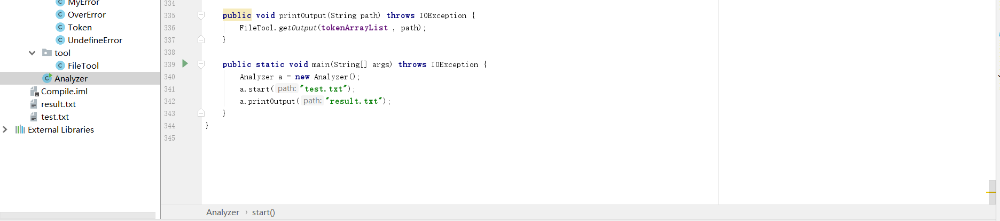 MyError
OverError
Token
UndefineError
tool
FileTool
Analyzer
Compile.iml
result.txt
test.txt
External Libraries
334
335 public void printOutput(String path) throws IOException {
336 FileTool.getOutput(tokenArrayList , path);
337 }
338
339 public static void main(String[] args) throws IOException {
340 Analyzer a = new Analyzer();
341 a.start( path: "test.txt");
342 a.printOutput( path: "result.txt");
343 }
344 }
345
Analyzer › start()